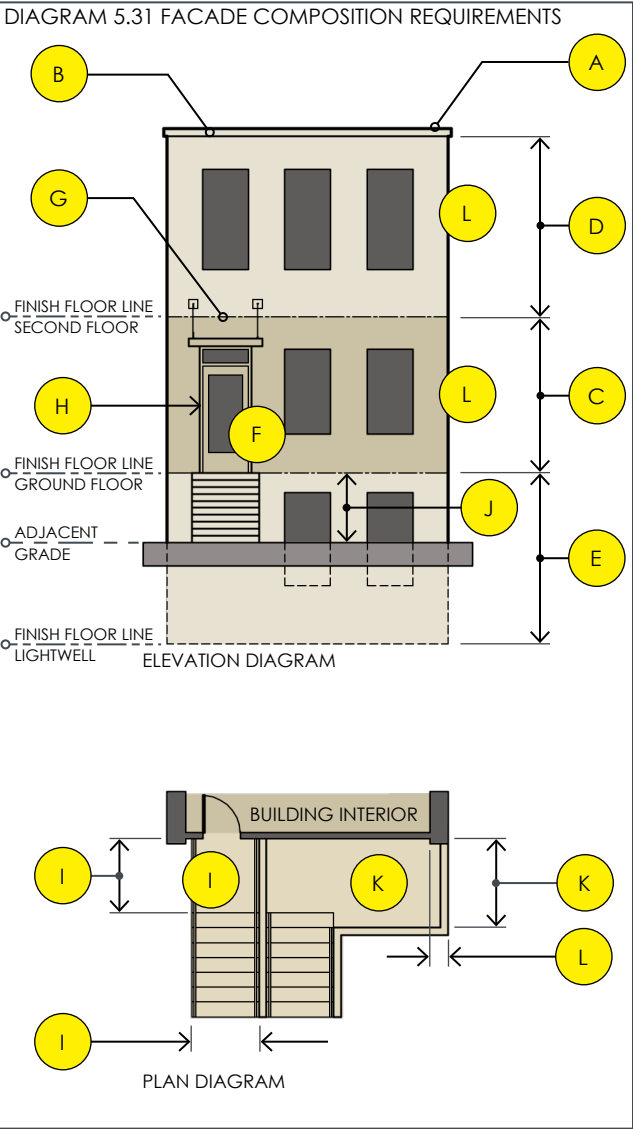 DIAGRAM 5.31 FACADE COMPOSITION REQUIREMENTS
A
B
G
L
D
FINISH FLOOR LINE
SECOND FLOOR
H
F
L
C
FINISH FLOOR LINE
GROUND FLOOR
J
ADJACENT
GRADE
E
FINISH FLOOR LINE
LIGHTWELL
ELEVATION DIAGRAM
BUILDING INTERIOR
I
I
K
K
L
I
PLAN DIAGRAM